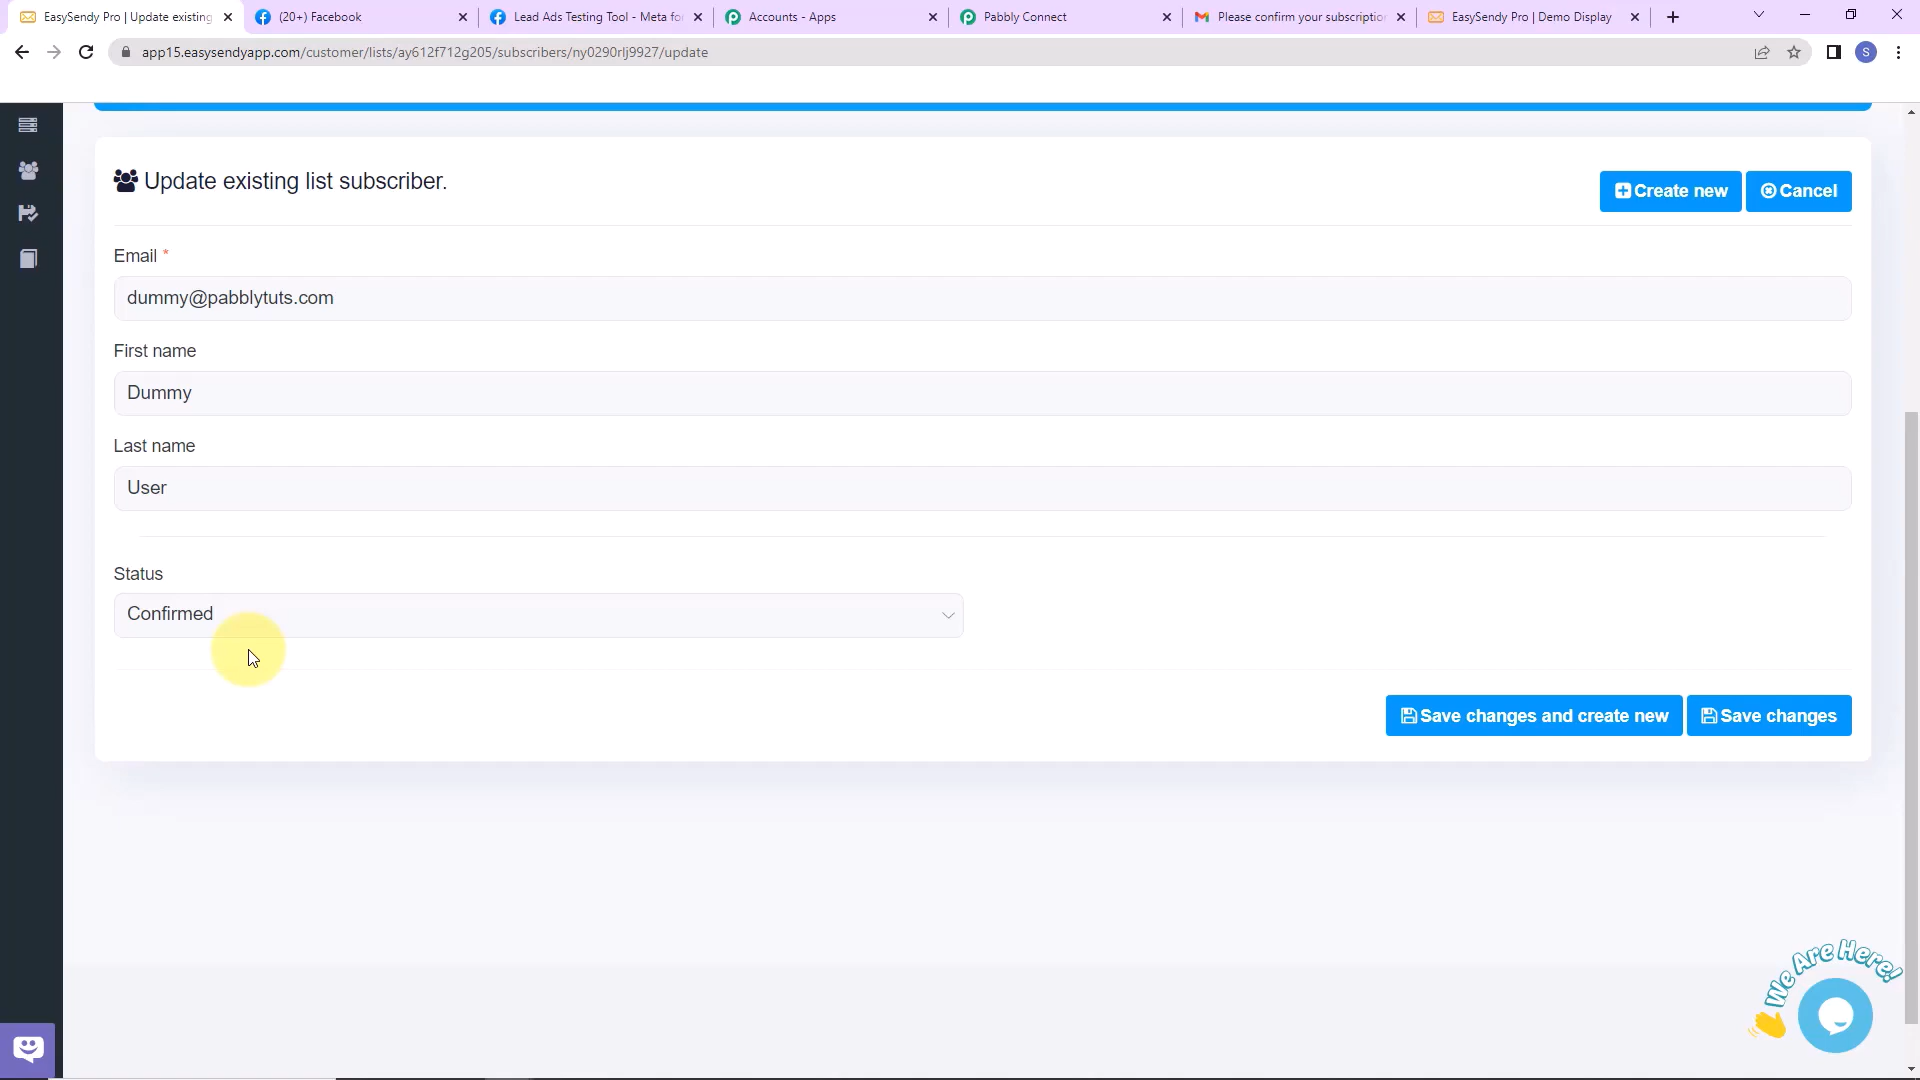 EasySendy Pro | Update existing
(20+) Facebook
Lead Ads Testing Tool - Meta fo
Accounts - Apps
Pabbly Connect
Please confirm your subscriptio
EasySendy Pro | Demo Display
app15.easysendyapp.com/customer/lists/ay612f712g205/subscribers/ny0290rlj9927/update
S
Update existing list subscriber.
Create new
Cancel
Email *
dummy@pabblytuts.com
First name
Dummy
Last name
User
Status
Confirmed
Save changes and create new
Save changes
We Are Here!